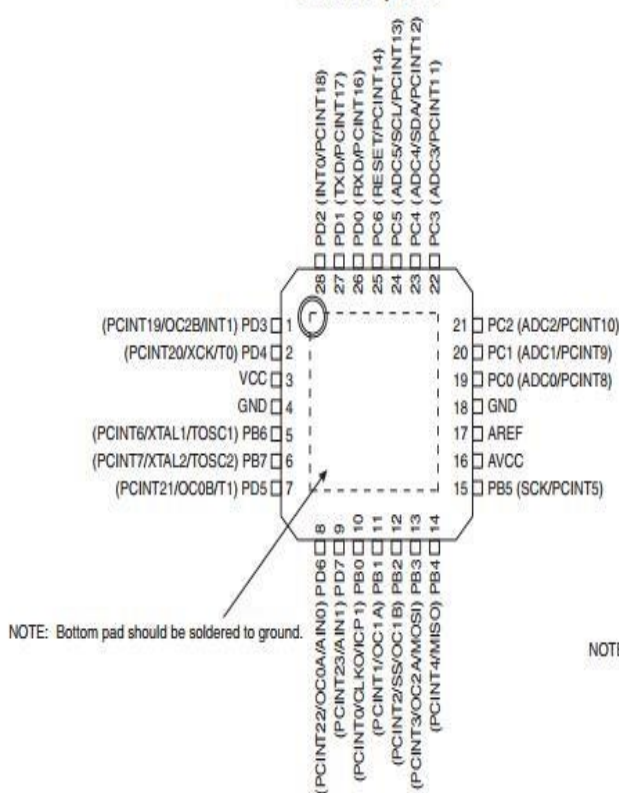 PD2 (INT0/PCINT18)
PD1 (TXD/PCINT17)
PD0 (RXD/PCINT16)
PC6 (RESET/PCINT14)
PC5 (ADC5/SCL/PCINT13)
PC4 (ADC4/SDA/PCINT12)
PC3 (ADC3/PCINT11)
28
27
26
25
24
23
22
(PCINT19/OC2B/INT1) PD3 1
(PCINT20/XCK/T0) PD4 2
VCC 3
GND 4
(PCINT6/XTAL1/TOSC1) PB6 5
(PCINT7/XTAL2/TOSC2) PB7 6
(PCINT21/OC0B/T1) PD5 7
21 PC2 (ADC2/PCINT10)
20 PC1 (ADC1/PCINT9)
19 PC0 (ADC0/PCINT8)
18 GND
17 AREF
16 AVCC
15 PB5 (SCK/PCINT5)
8
9
10
11
12
13
14
(PCINT22/OC0A/AIN0) PD6
(PCINT23/AIN1) PD7
(PCINT0/CLKO/ICP1) PB0
(PCINT1/OC1A) PB1
(PCINT2/SS/OC1B) PB2
(PCINT3/OC2A/MOSI) PB3
(PCINT4/MISO) PB4
NOTE: Bottom pad should be soldered to ground.